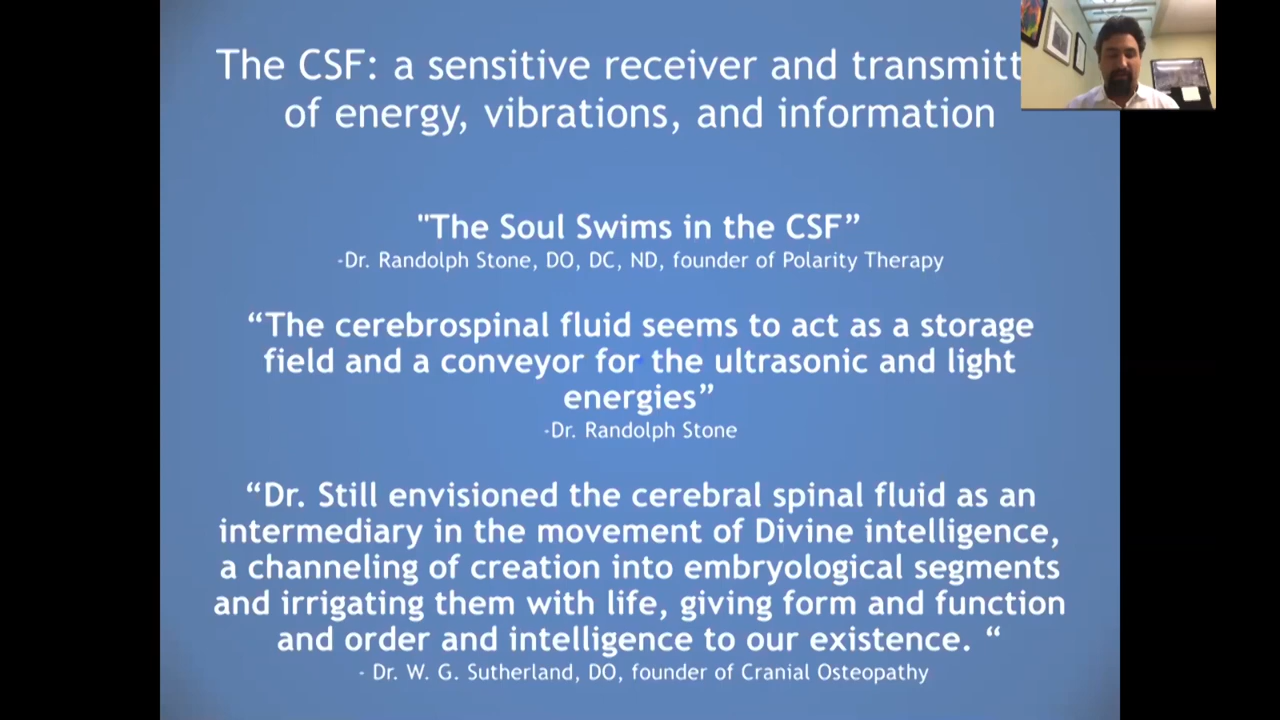 The CSF: a sensitive receiver and transmitt
of energy, vibrations, and information
"The Soul Swims in the CSF”
-Dr. Randolph Stone, DO, DC, ND, founder of Polarity Therapy
“The cerebrospinal fluid seems to act as a storage
field and a conveyor for the ultrasonic and light
energies”
-Dr. Randolph Stone
“Dr. Still envisioned the cerebral spinal fluid as an
intermediary in the movement of Divine intelligence,
a channeling of creation into embryological segments
and irrigating them with life, giving form and function
and order and intelligence to our existence. “
- Dr. W. G. Sutherland, DO, founder of Cranial Osteopathy